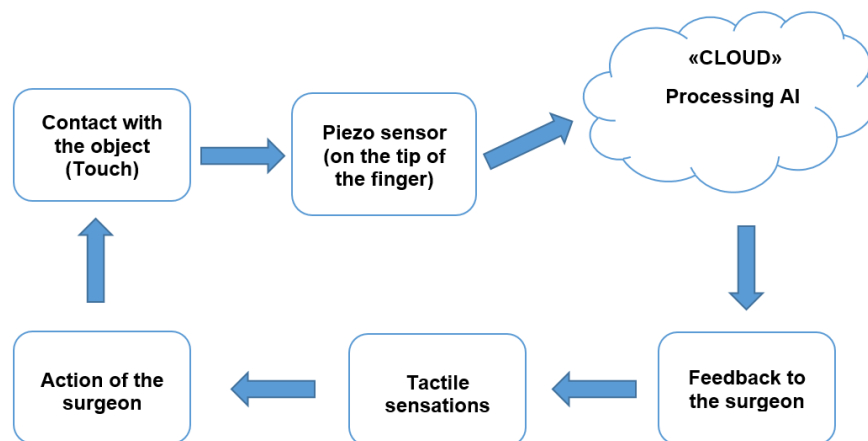 «CLOUD»
Processing AI
Contact with
the object
(Touch)
Piezo sensor
(on the tip of
the finger)
Action of the
surgeon
Tactile
sensations
Feedback to
the surgeon